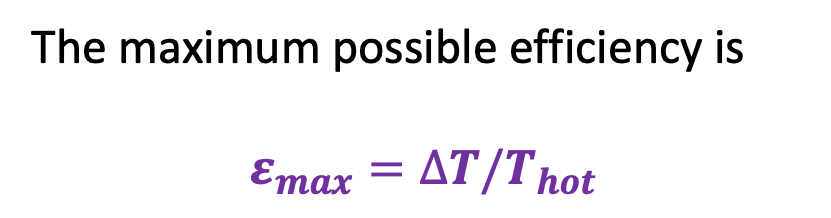 The maximum possible efficiency is
εmax = ΔT/Thot